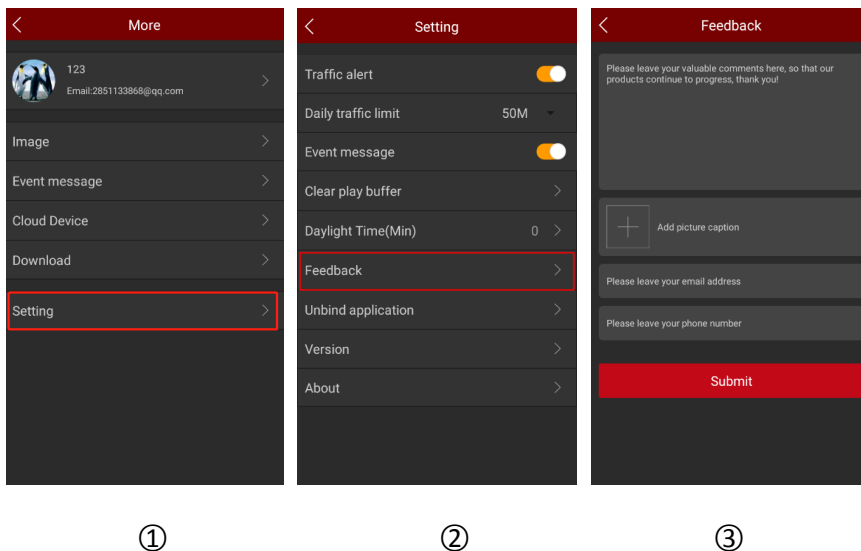 More
123
Email:2851133868@qq.com
Image
Event message
Cloud Device
Download
Setting
Setting
Traffic alert
Daily traffic limit 50M
Event message
Clear play buffer
Daylight Time(Min) 0
Feedback
Unbind application
Version
About
Feedback
Please leave your valuable comments here, so that our
products continue to progress, thank you!
Add picture caption
Please leave your email address
Please leave your phone number
Submit
① ② ③